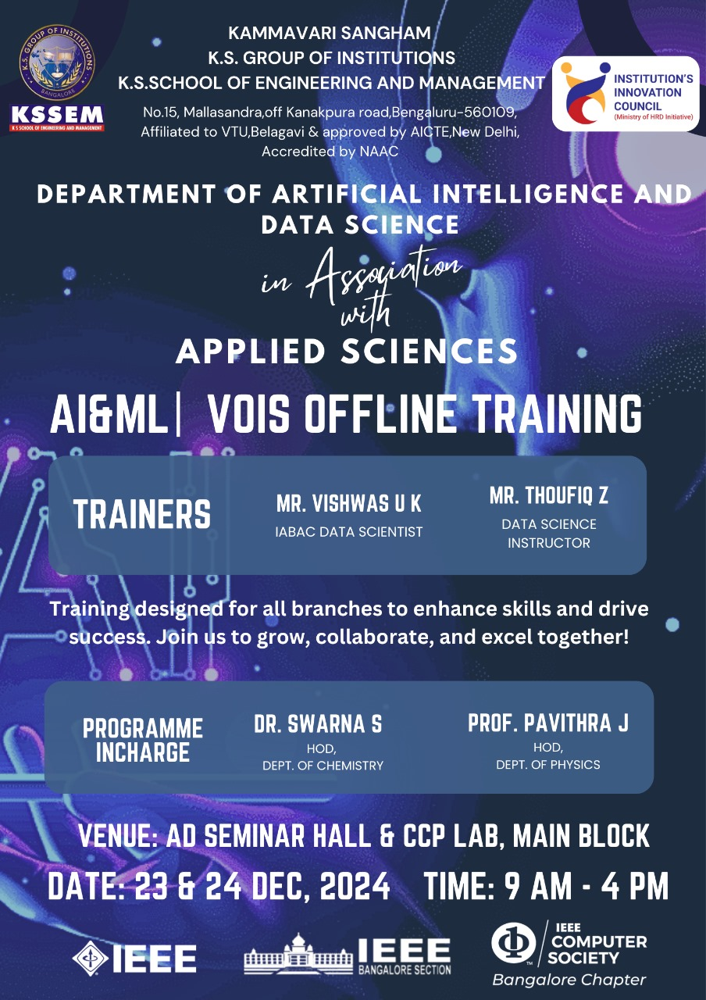 K.S. GROUP OF INSTITUTIONS
BANGALORE
KSSEM
K S SCHOOL OF ENGINEERING AND MANAGEMENT
KAMMAVARI SANGHAM
K.S. GROUP OF INSTITUTIONS
K.S.SCHOOL OF ENGINEERING AND MANAGEMENT
No.15, Mallasandra,off Kanakpura road,Bengaluru-560109,
Affiliated to VTU,Belagavi & approved by AICTE,New Delhi,
Accredited by NAAC
INSTITUTION'S
INNOVATION
COUNCIL
(Ministry of HRD Initiative)
DEPARTMENT OF ARTIFICIAL INTELLIGENCE AND
DATA SCIENCE
in Association
with
APPLIED SCIENCES
AI&ML| VOIS OFFLINE TRAINING
TRAINERS
MR. VISHWAS U K
IABAC DATA SCIENTIST
MR. THOUFIQ Z
DATA SCIENCE
INSTRUCTOR
Training designed for all branches to enhance skills and drive
success. Join us to grow, collaborate, and excel together!
PROGRAMME
INCHARGE
DR. SWARNA S
HOD,
DEPT. OF CHEMISTRY
PROF. PAVITHRA J
HOD,
DEPT. OF PHYSICS
VENUE: AD SEMINAR HALL & CCP LAB, MAIN BLOCK
DATE: 23 & 24 DEC, 2024 TIME: 9 AM - 4 PM
IEEE
IEEE
BANGALORE SECTION
IEEE
COMPUTER
SOCIETY
TM
Bangalore Chapter